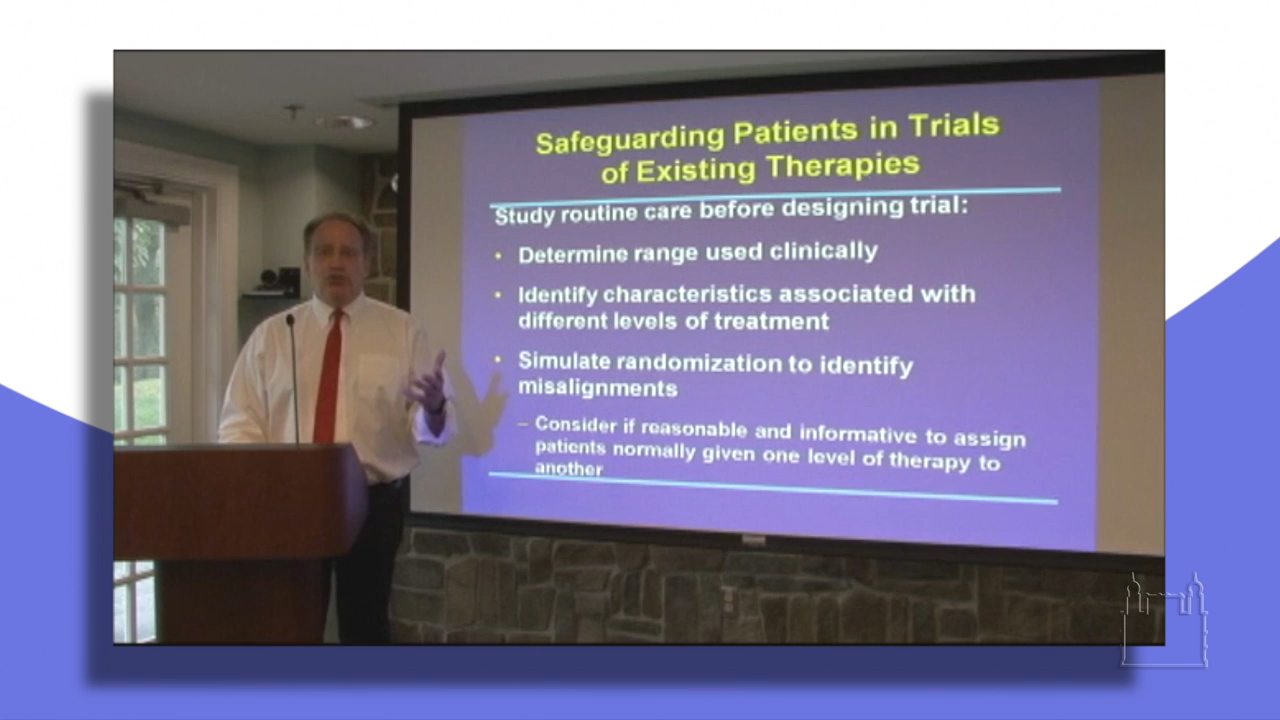 Safeguarding Patients in Trials
of Existing Therapies
Study routine care before designing trial:
• Determine range used clinically
• Identify characteristics associated with
different levels of treatment
• Simulate randomization to identify
misalignments
– Consider if reasonable and informative to assign
patients normally given one level of therapy to
another